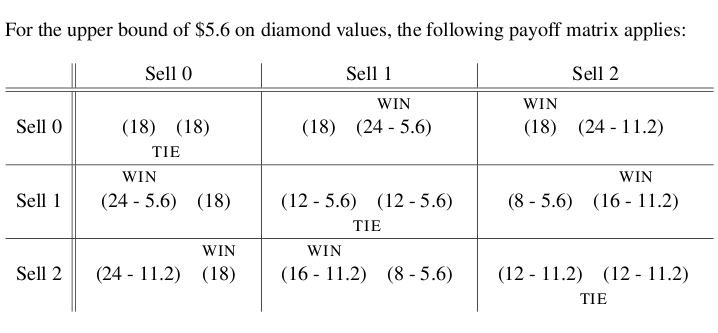 For the upper bound of $5.6 on diamond values, the following payoff matrix applies:
Sell 0 Sell 1 Sell 2
WIN WIN
Sell 0 (18) (18) (18) (24 - 5.6) (18) (24 - 11.2)
TIE
WIN WIN
Sell 1 (24 - 5.6) (18) (12 - 5.6) (12 - 5.6) (8 - 5.6) (16 - 11.2)
TIE
WIN WIN
Sell 2 (24 - 11.2) (18) (16 - 11.2) (8 - 5.6) (12 - 11.2) (12 - 11.2)
TIE